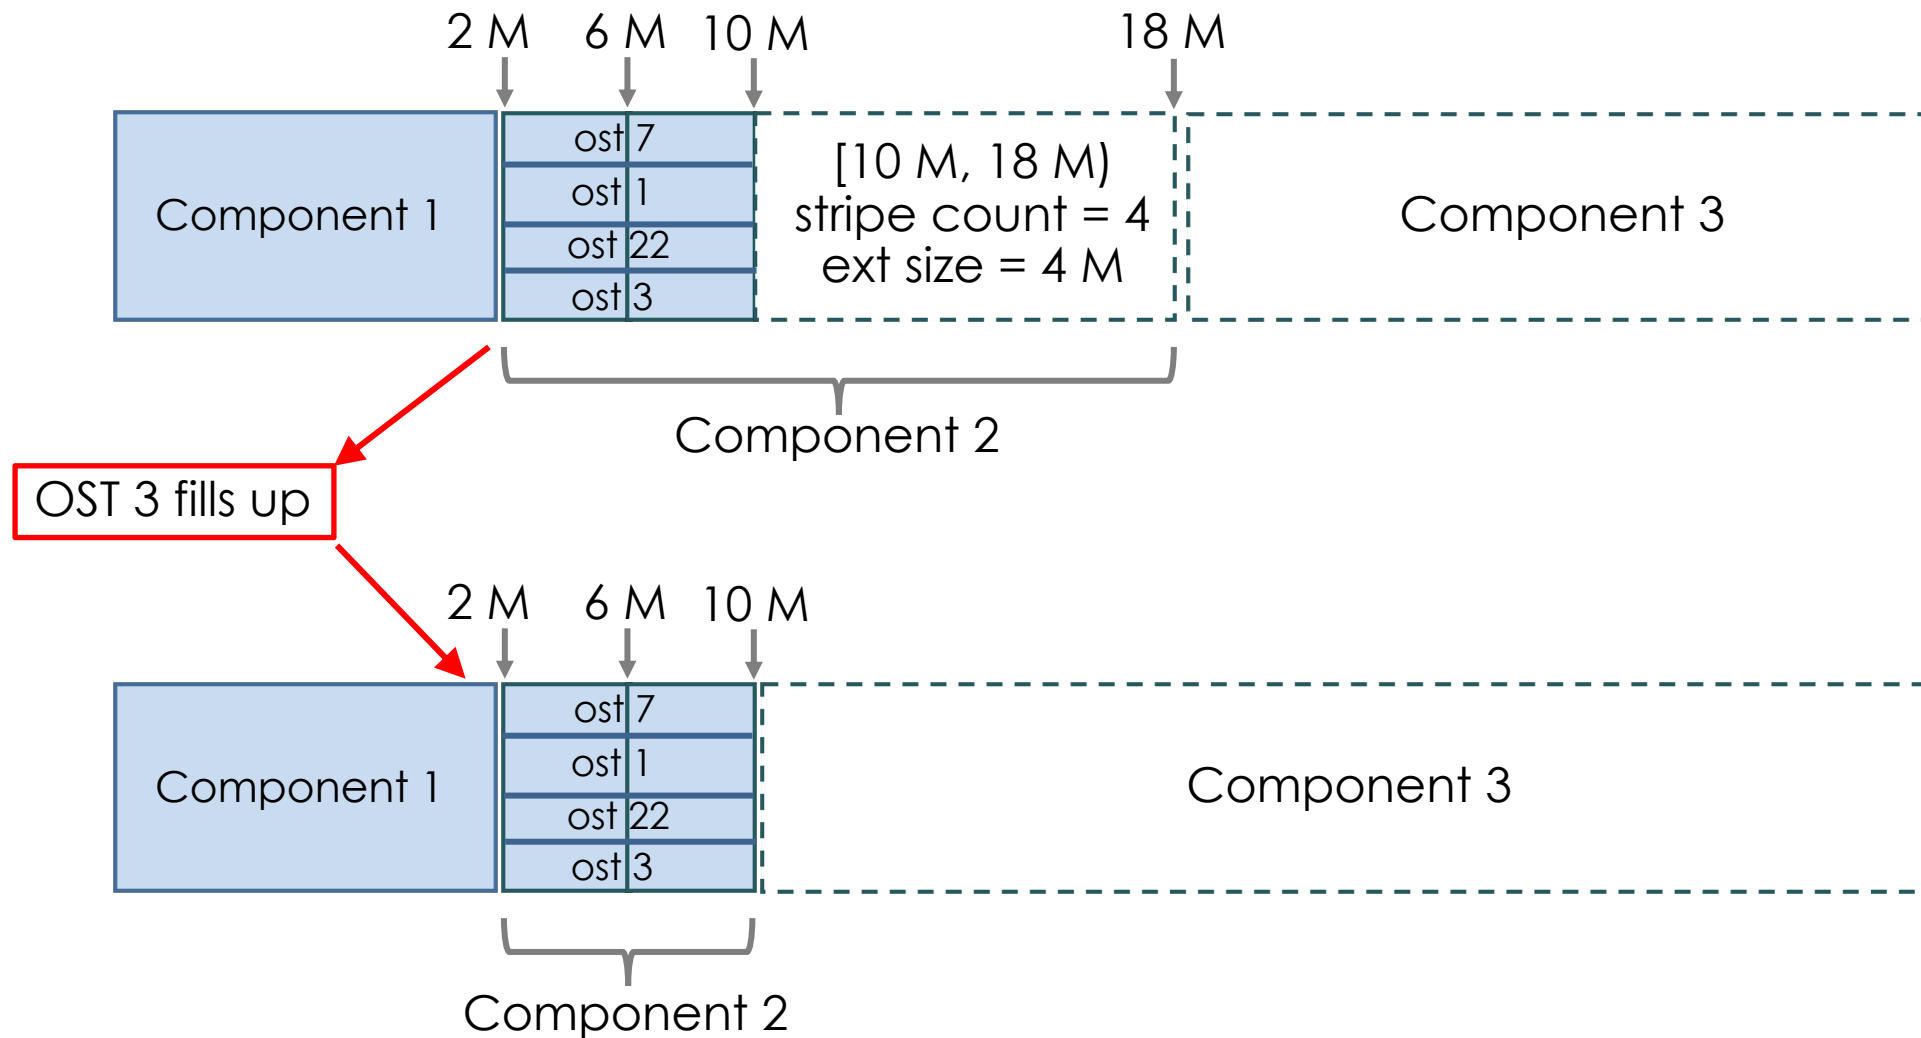 2 M 6 M 10 M 18 M
ost 7
ost 1
ost 22
ost 3
Component 1
[10 M, 18 M)
stripe count = 4
ext size = 4 M
Component 3
Component 2
OST 3 fills up
2 M 6 M 10 M
ost 7
ost 1
ost 22
ost 3
Component 1
Component 3
Component 2